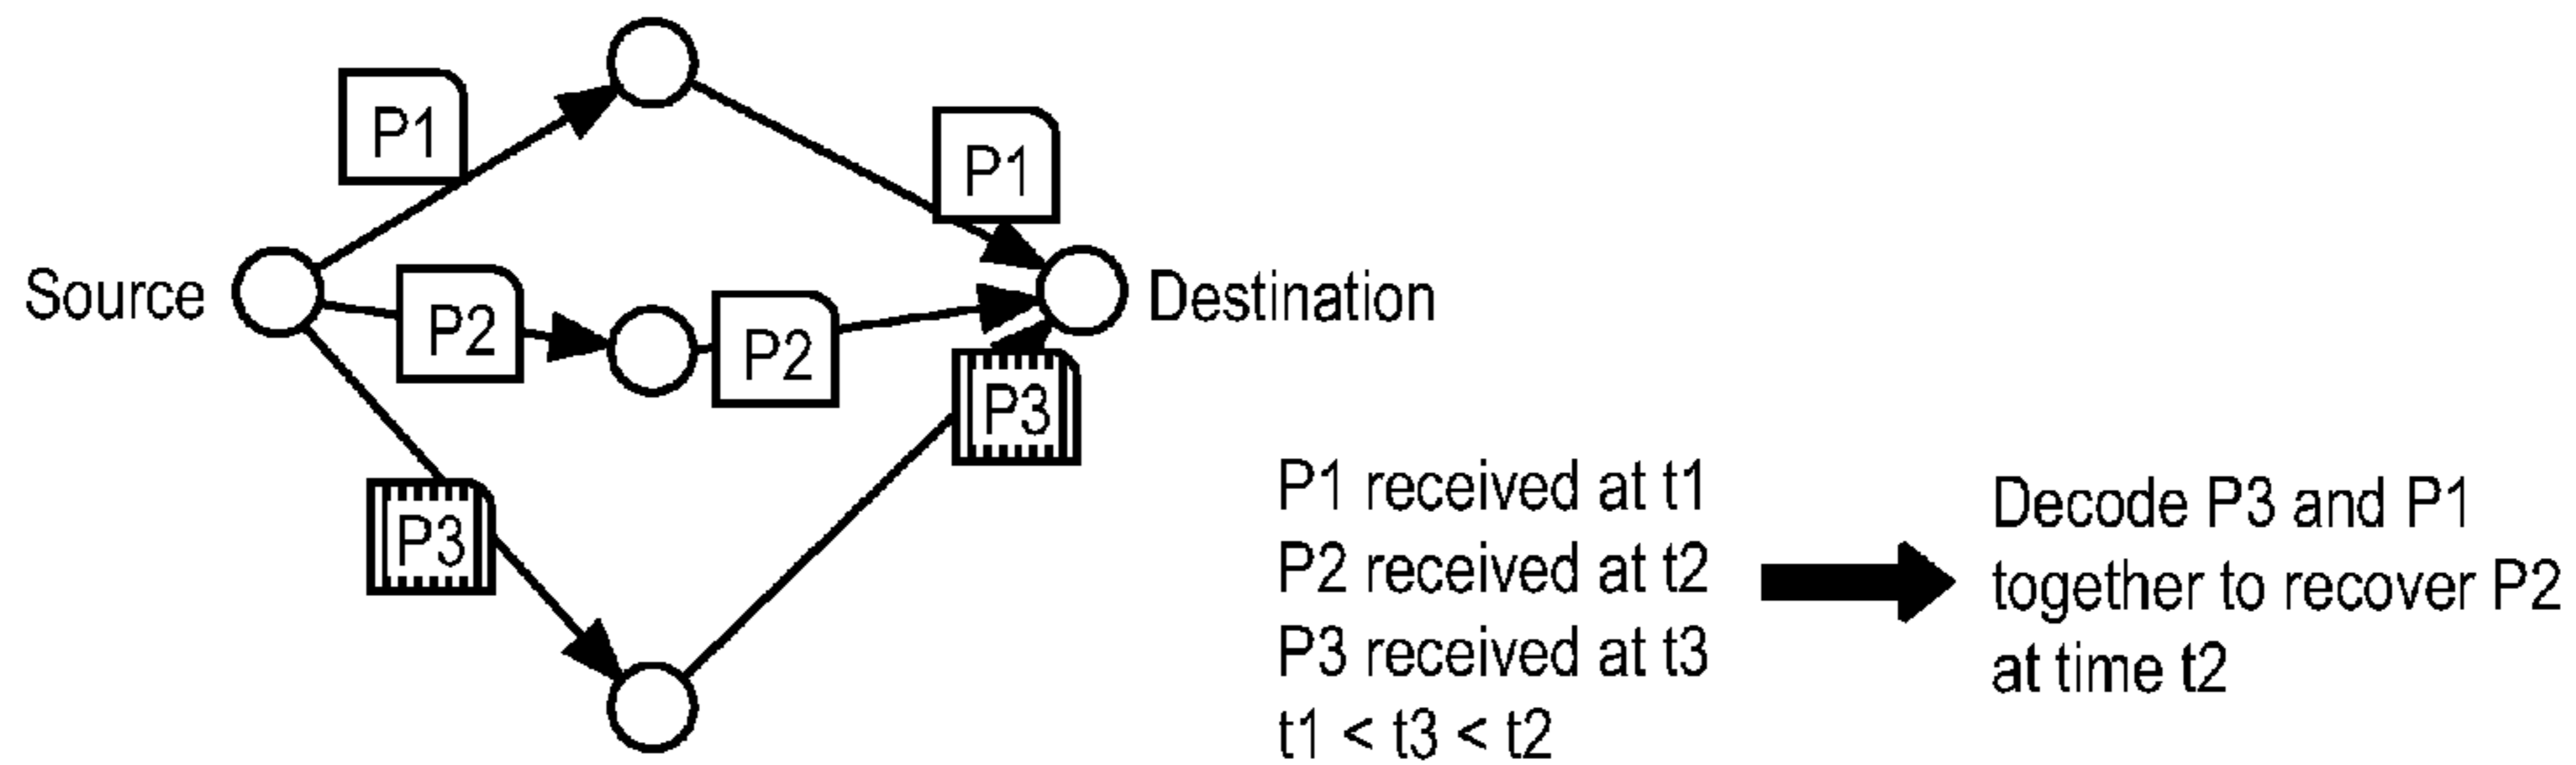 P1
P1
Source
P2
P2
Destination
P3
P3
P1 received at t1
P2 received at t2
P3 received at t3
t1 < t3 < t2
Decode P3 and P1
together to recover P2
at time t2